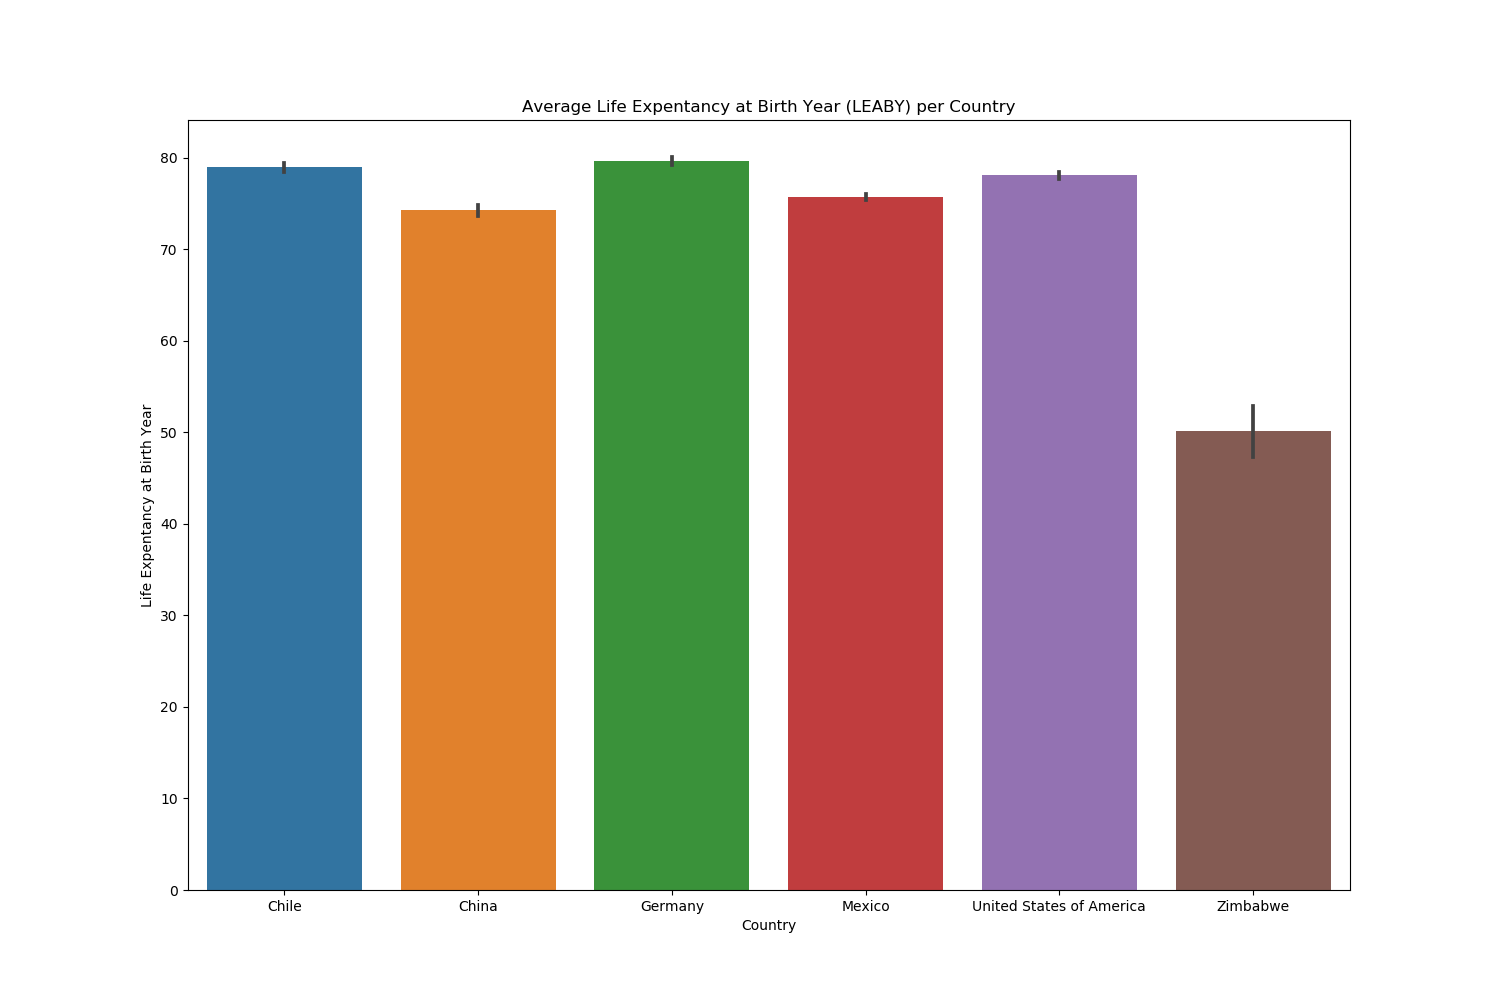 Average Life Expentancy at Birth Year (LEABY) per Country
Life Expentancy at Birth Year
80
70
60
50
40
30
20
10
0
Chile China Germany Mexico United States of America Zimbabwe
Country